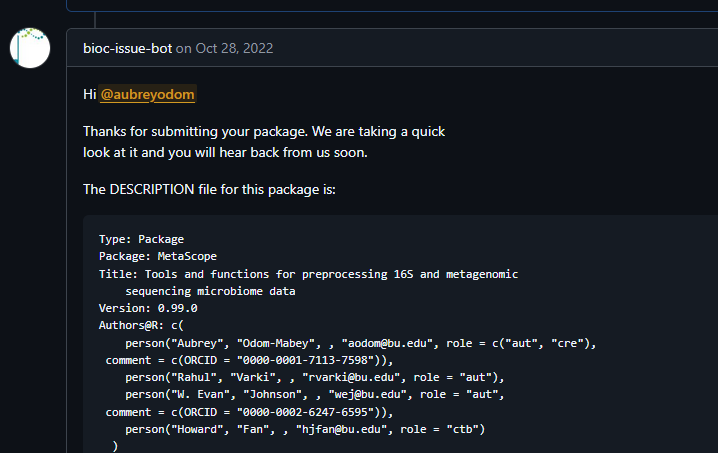 bioc-issue-bot on Oct 28, 2022
Hi @aubreyodom
Thanks for submitting your package. We are taking a quick
look at it and you will hear back from us soon.
The DESCRIPTION file for this package is:
Type: Package
Package: MetaScope
Title: Tools and functions for preprocessing 16S and metagenomic
    sequencing microbiome data
Version: 0.99.0
Authors@R: c(
    person("Aubrey", "Odom-Mabey", , "aodom@bu.edu", role = c("aut", "cre"),
 comment = c(ORCID = "0000-0001-7113-7598")),
    person("Rahul", "Varki", , "rvarki@bu.edu", role = "aut"),
    person("W. Evan", "Johnson", , "wej@bu.edu", role = "aut",
 comment = c(ORCID = "0000-0002-6247-6595")),
    person("Howard", "Fan", , "hjfan@bu.edu", role = "ctb")
  )